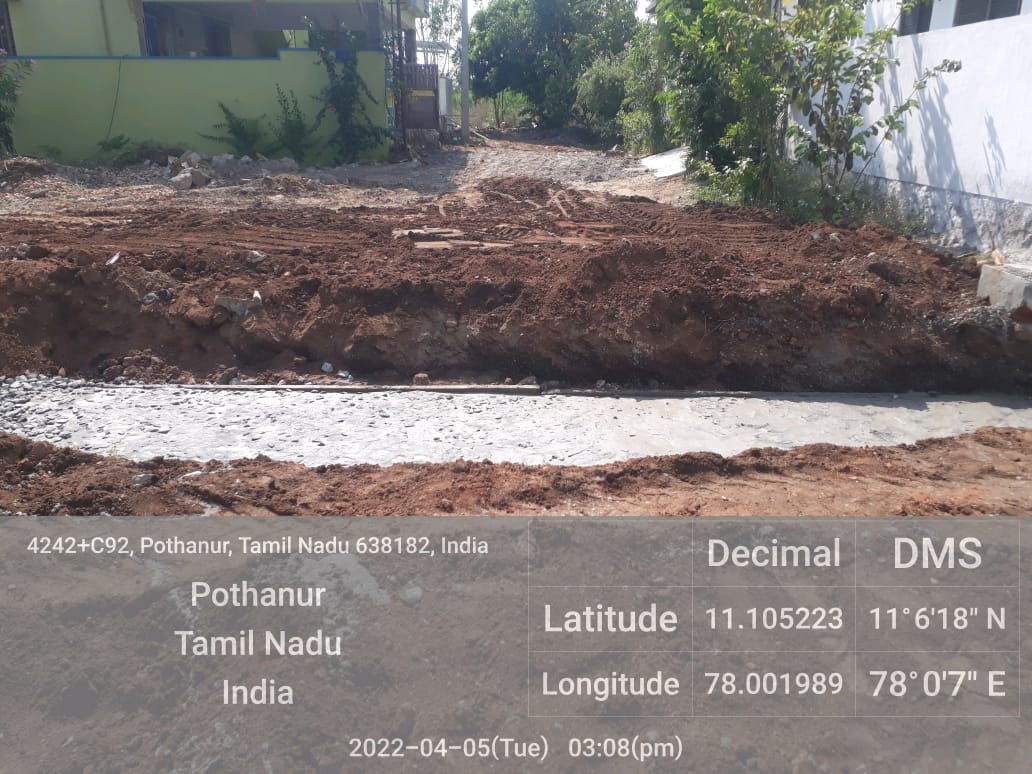 4242+C92, Pothanur, Tamil Nadu 638182, India
Pothanur
Tamil Nadu
India
Decimal DMS
Latitude 11.105223 11°6'18" N
Longitude 78.001989 78°0'7" E
2022-04-05(Tue) 03:08(pm)